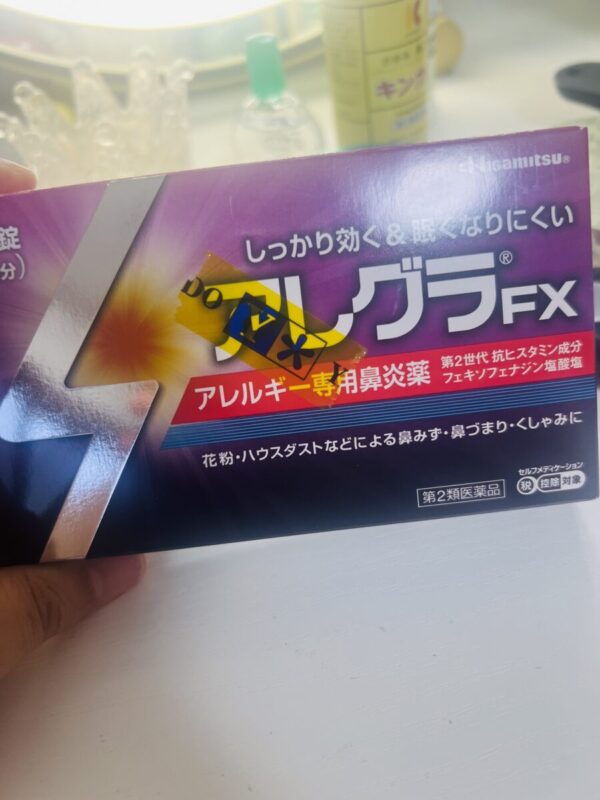 Hisamitsu®
錠
分)
しっかり効く&眠くなりにくい
アレグラ®FX
アレルギー専用鼻炎薬
第2世代 抗ヒスタミン成分
フェキソフェナジン塩酸塩
花粉・ハウスダストなどによる鼻みず・鼻づまり・くしゃみに
第2類医薬品
セルフメディケーション
税 控除 対象
キン